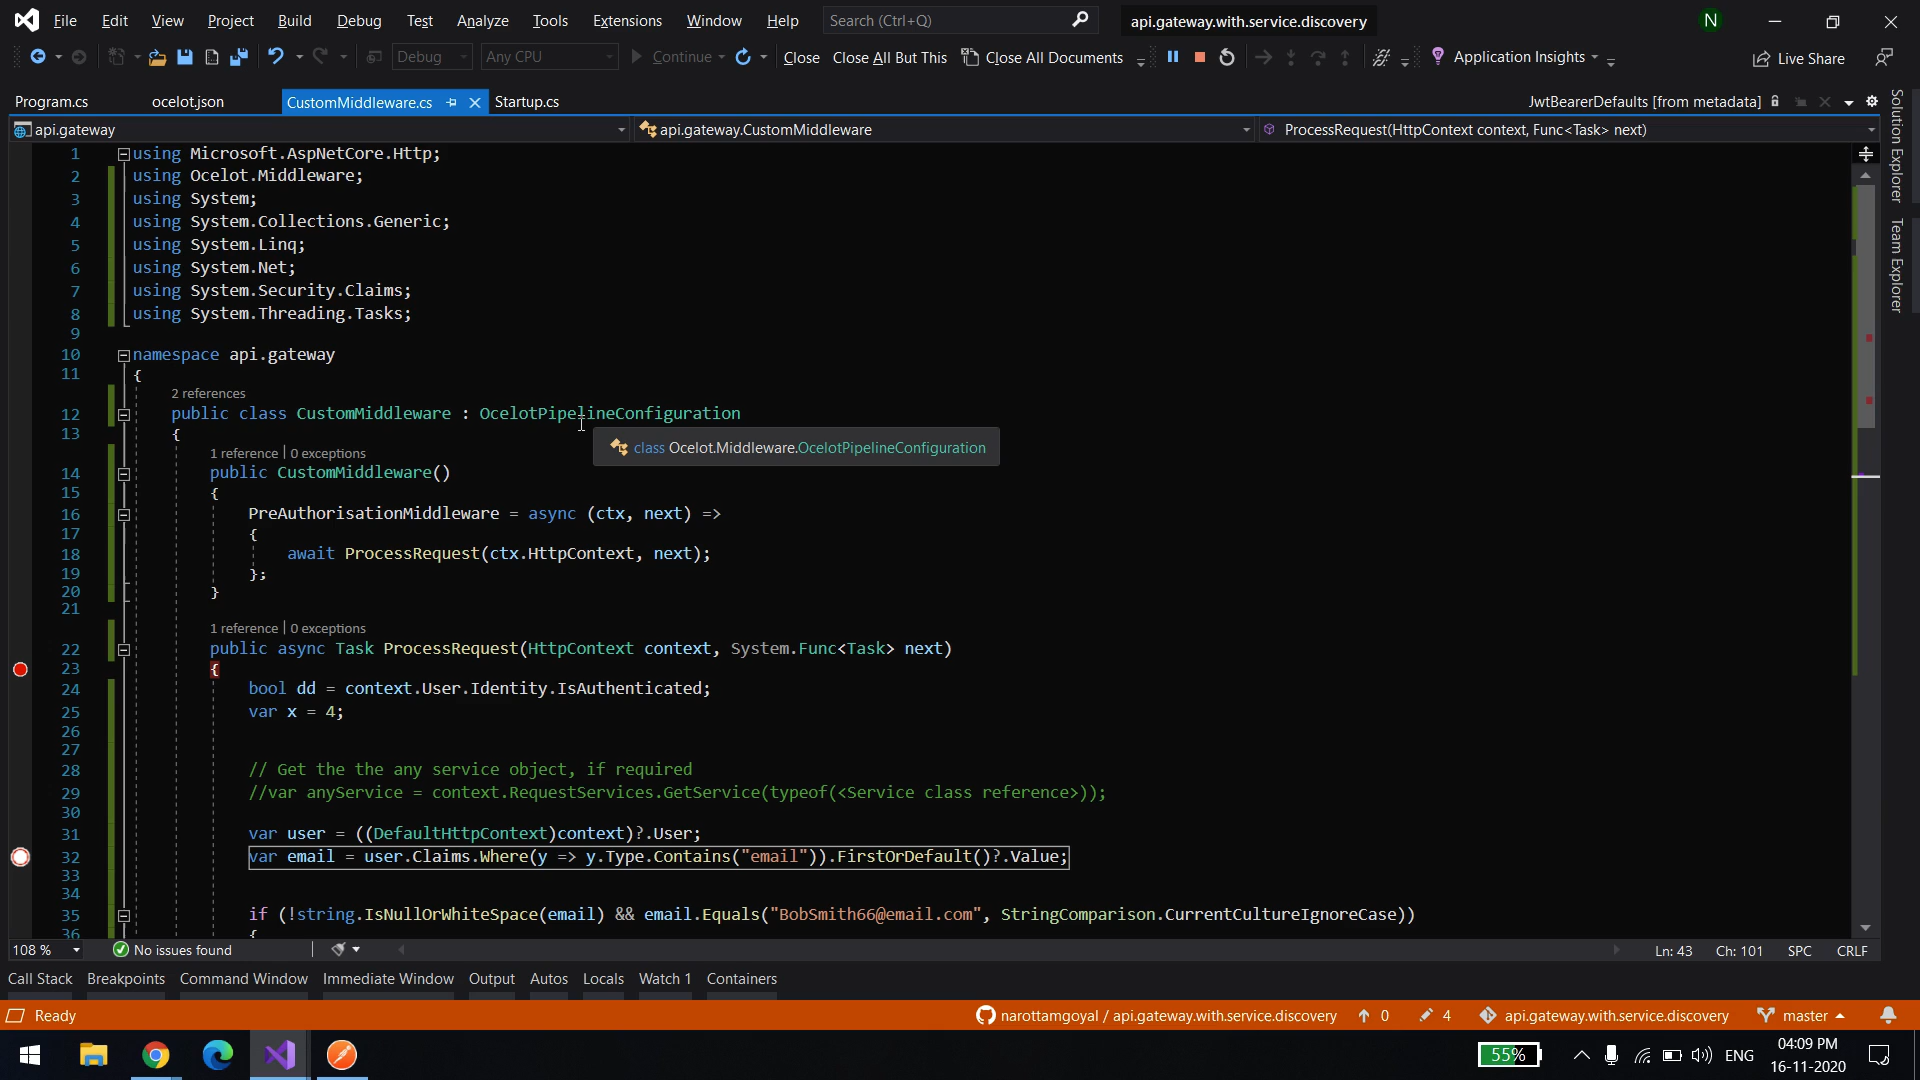 File Edit View Project Build Debug Test Analyze Tools Extensions Window Help Search (Ctrl+Q) api.gateway.with.service.discovery N
Debug Any CPU Continue Close Close All But This Close All Documents Application Insights Live Share
Program.cs ocelot.json CustomMiddleware.cs Startup.cs JwtBearerDefaults [from metadata]
api.gateway api.gateway.CustomMiddleware ProcessRequest(HttpContext context, Func<Task> next)
Solution Explorer
Team Explorer
1 using Microsoft.AspNetCore.Http;
2 using Ocelot.Middleware;
3 using System;
4 using System.Collections.Generic;
5 using System.Linq;
6 using System.Net;
7 using System.Security.Claims;
8 using System.Threading.Tasks;
9
10 namespace api.gateway
11 {
2 references
12 public class CustomMiddleware : OcelotPipelineConfiguration
13 {
class Ocelot.Middleware.OcelotPipelineConfiguration
1 reference | 0 exceptions
14 public CustomMiddleware()
15 {
16 PreAuthorisationMiddleware = async (ctx, next) =>
17 {
18 await ProcessRequest(ctx.HttpContext, next);
19 };
20 }
21
1 reference | 0 exceptions
22 public async Task ProcessRequest(HttpContext context, System.Func<Task> next)
23 {
24 bool dd = context.User.Identity.IsAuthenticated;
25 var x = 4;
26
27
28 // Get the the any service object, if required
29 //var anyService = context.RequestServices.GetService(typeof(<Service class reference>));
30
31 var user = ((DefaultHttpContext)context)?.User;
32 var email = user.Claims.Where(y => y.Type.Contains("email")).FirstOrDefault()?.Value;
33
34
35 if (!string.IsNullOrWhiteSpace(email) && email.Equals("BobSmith66@email.com", StringComparison.CurrentCultureIgnoreCase))
36 {
108 % No issues found Ln: 43 Ch: 101 SPC CRLF
Call Stack Breakpoints Command Window Immediate Window Output Autos Locals Watch 1 Containers
Ready narottamgoyal / api.gateway.with.service.discovery 0 4 api.gateway.with.service.discovery master
55% ENG 04:09 PM
16-11-2020